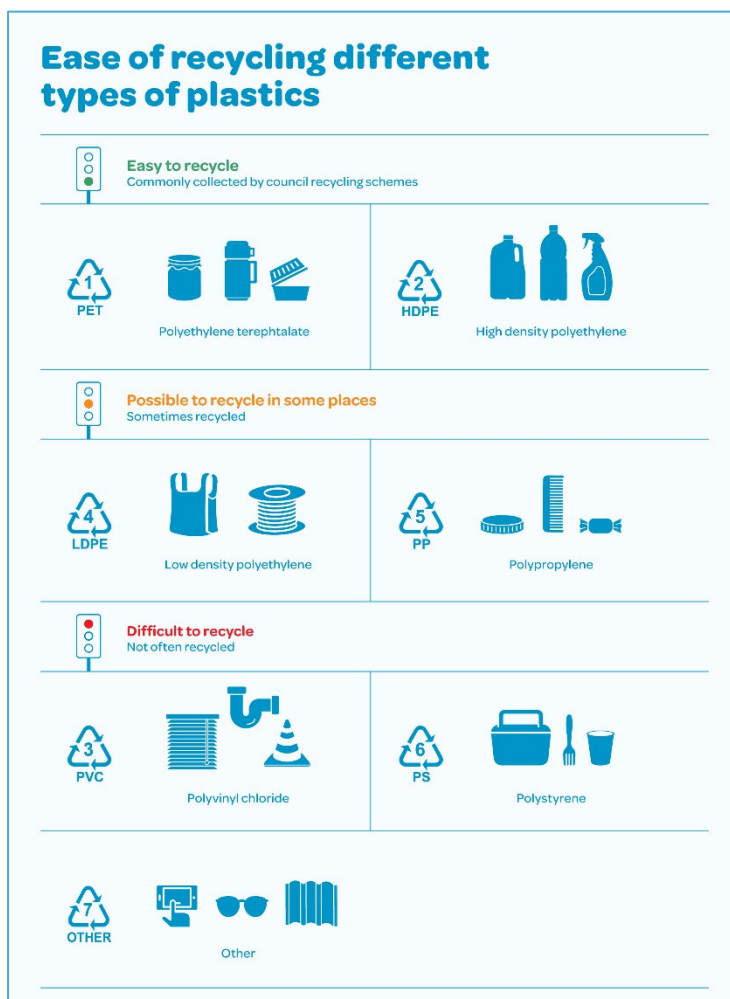 Ease of recycling different
types of plastics
Easy to recycle
Commonly collected by council recycling schemes
1
PET
Polyethylene terephtalate
2
HDPE
High density polyethylene
Possible to recycle in some places
Sometimes recycled
4
LDPE
Low density polyethylene
5
PP
Polypropylene
Difficult to recycle
Not often recycled
3
PVC
Polyvinyl chloride
6
PS
Polystyrene
7
OTHER
Other